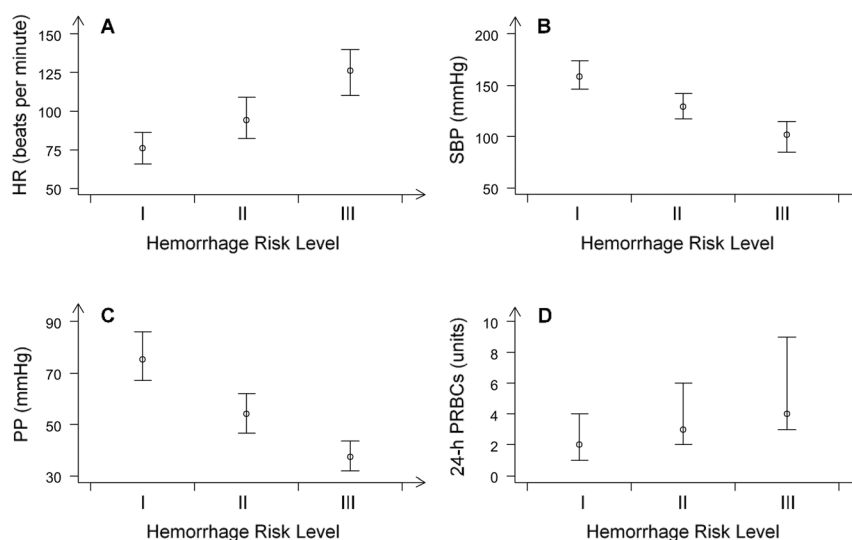 A
HR (beats per minute)
150
125
100
75
50
I II III
Hemorrhage Risk Level
B
SBP (mmHg)
200
150
100
50
I II III
Hemorrhage Risk Level
C
PP (mmHg)
90
70
50
30
I II III
Hemorrhage Risk Level
D
24-h PRBCs (units)
10
8
6
4
2
0
I II III
Hemorrhage Risk Level